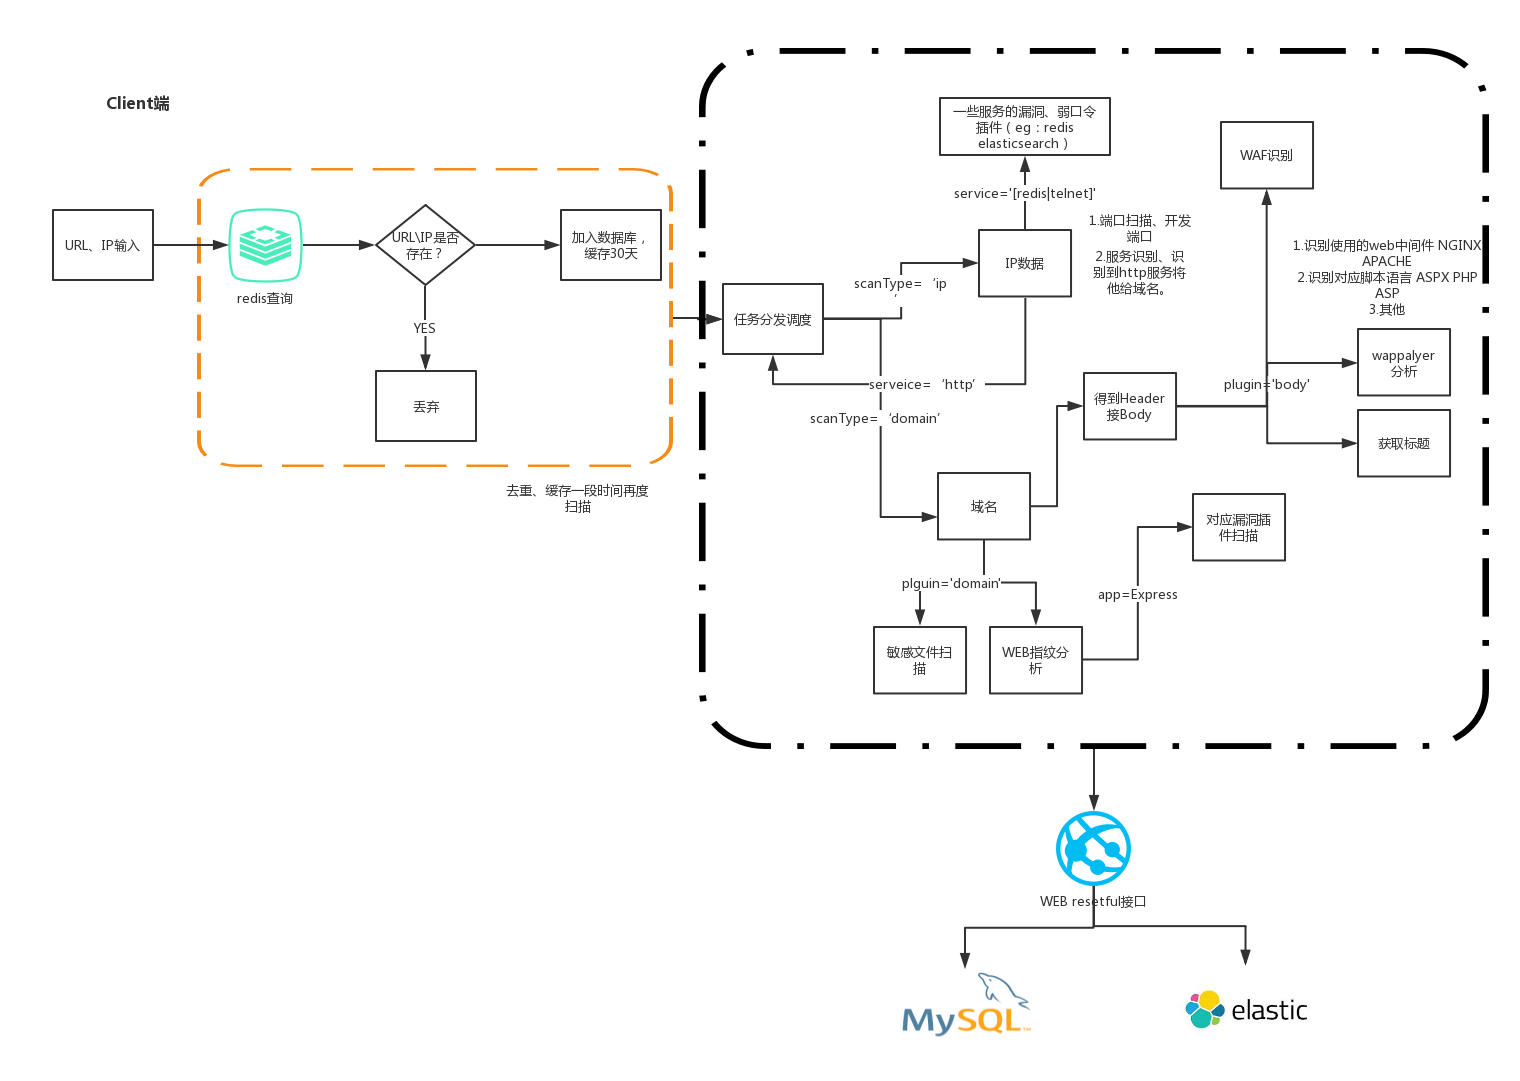 Client端
URL、IP输入
redis查询
URL\IP是否
存在？
YES
丢弃
加入数据库，
缓存30天
去重、缓存一段时间再度
扫描
任务分发调度
scanType=‘ip
’
IP数据
service='[redis|telnet]'
一些服务的漏洞、弱口令
插件（eg：redis
elasticsearch）
1.端口扫描、开发
端口
2.服务识别、识
别到http服务将
他给域名。
serveice=‘http’
scanType=‘domain’
域名
得到Header
接Body
plugin='body'
WAF识别
1.识别使用的web中间件 NGINX
APACHE
2.识别对应脚本语言 ASPX PHP
ASP
3.其他
wappalyer
分析
获取标题
plguin='domain'
敏感文件扫
描
WEB指纹分
析
app=Express
对应漏洞插
件扫描
WEB resetful接口
MySQL
elastic